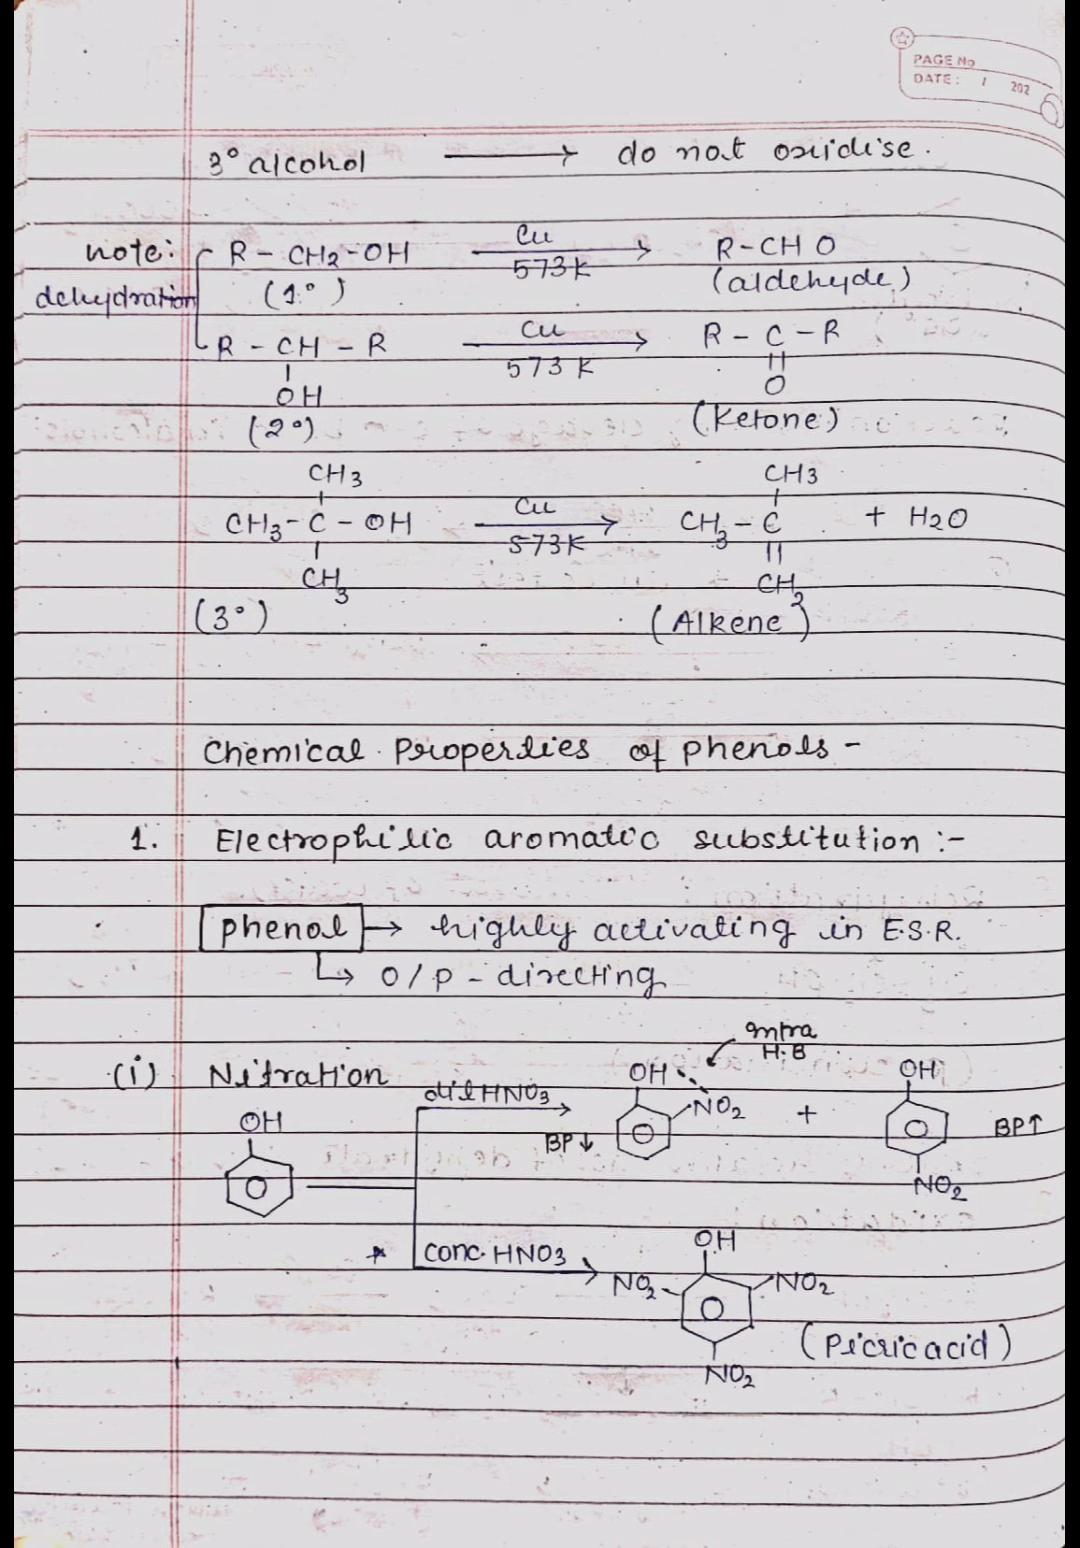 PAGE No
DATE: / 202
3° alcohol ⟶ do not oxidise.
note: R - CH2 - OH Cu R-CHO
573K
dehydration (1°) (aldehyde)
R - CH - R Cu R - C - R
573 K
OH O
(2°) (Ketone)
CH3 CH3
CH3 - C - OH Cu CH3 - C + H2O
573K
CH3 CH2
(3°) (Alkene)
Chemical Properties of phenols -
1. Electrophilic aromatic substitution :-
phenol → highly activating in E.S.R.
↳ O/P - directing
intra
H.B
(i) Nitration OH OH
dil HNO3 NO2 +
OH BP↓ BP↑
NO2
* conc. HNO3 OH
NO2 NO2
(Picric acid)
NO2